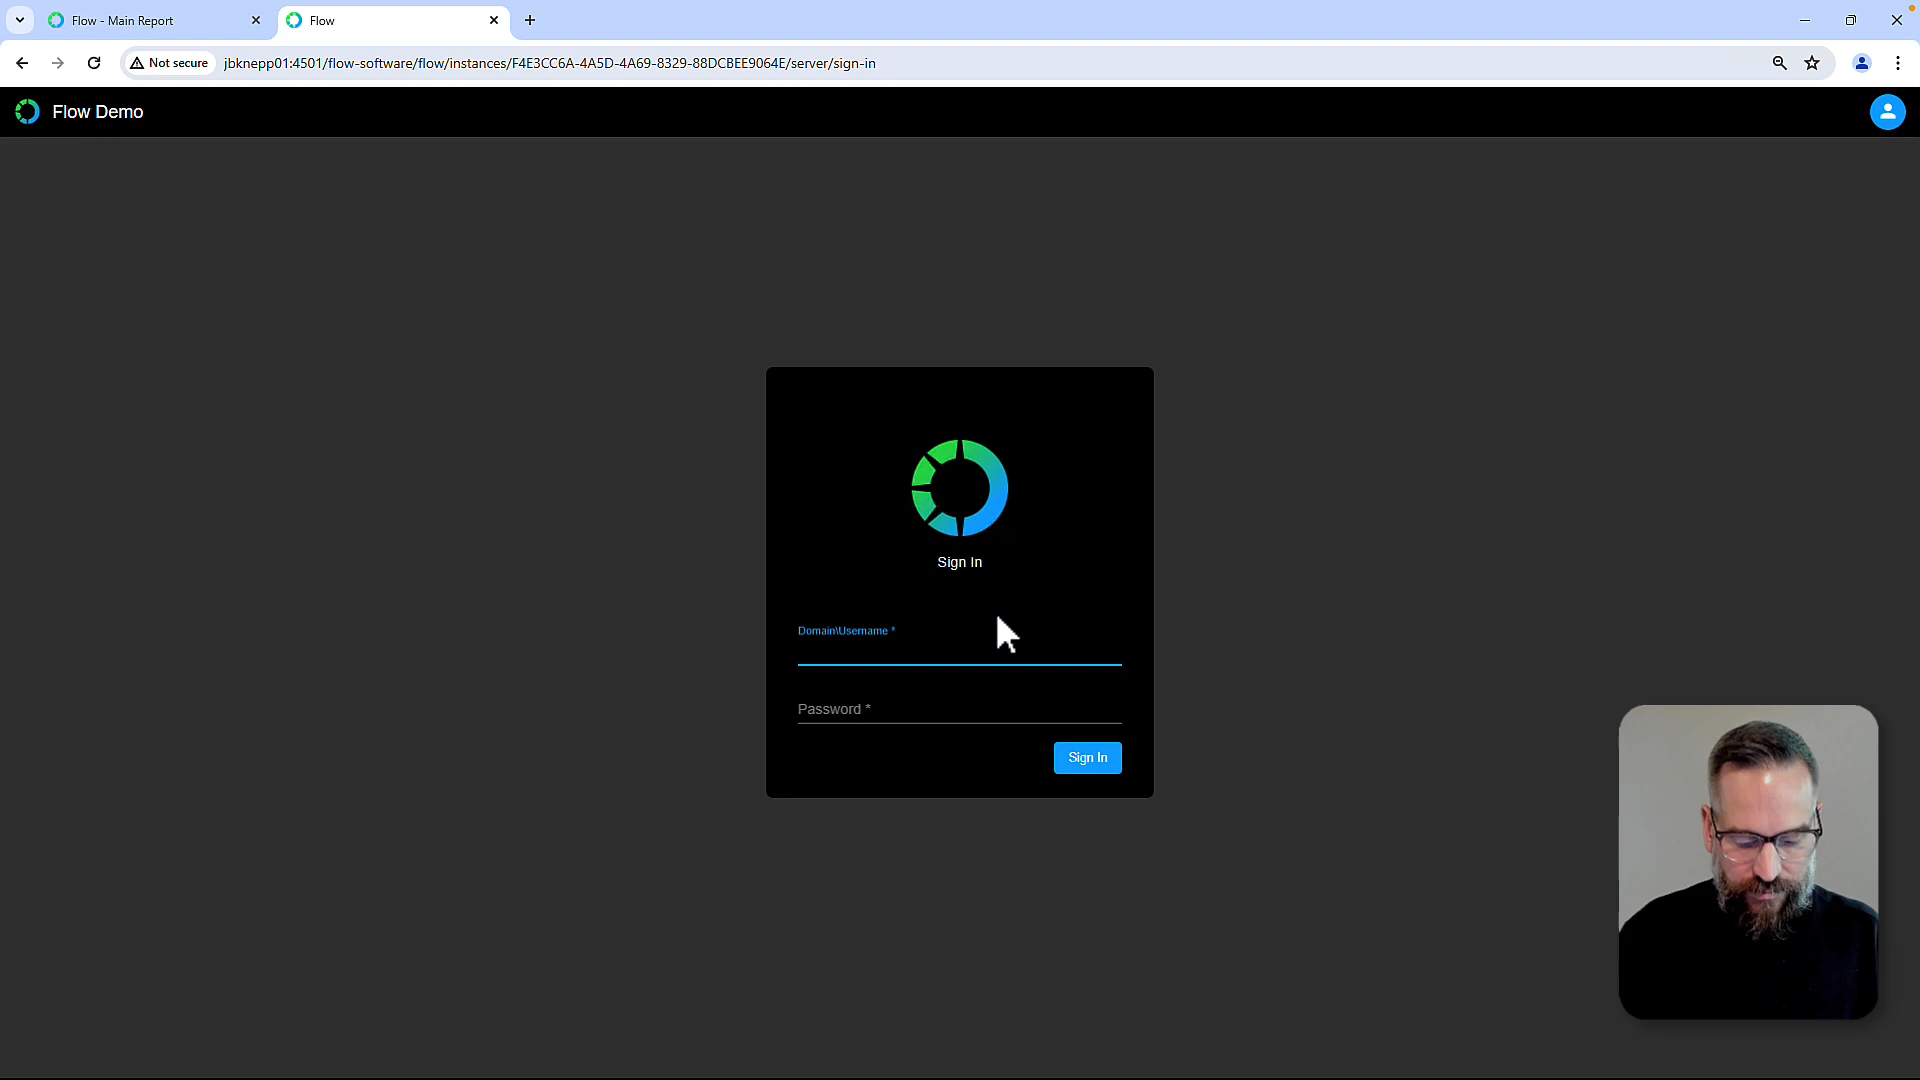 Flow - Main Report
Flow
Not secure
jbknepp01:4501/flow-software/flow/instances/F4E3CC6A-4A5D-4A69-8329-88DCBEE9064E/server/sign-in
Flow Demo
Sign In
Domain\Username *
Password *
Sign In